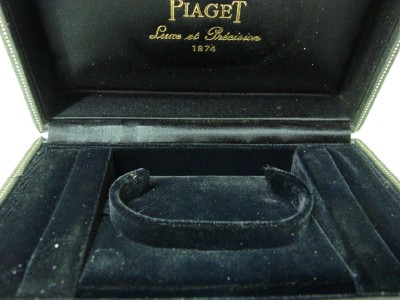 PIAGET
Luxe et Précision
1874